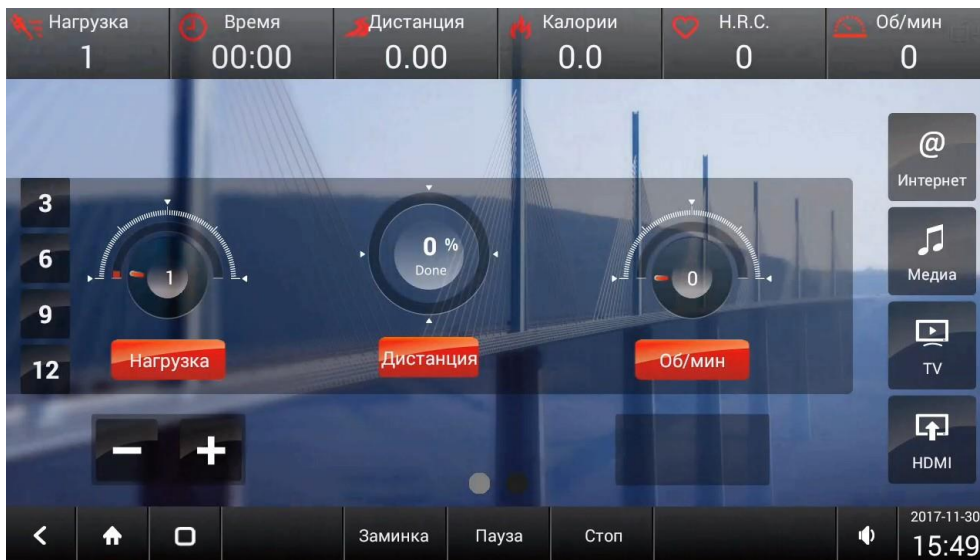 Нагрузка
1
Время
00:00
Дистанция
0.00
Калории
0.0
H.R.C.
0
Об/мин
0
@
Интернет
Медиа
TV
HDMI
3
6
9
12
1
Нагрузка
0 %
Done
Дистанция
0
Об/мин
Заминка
Пауза
Стоп
2017-11-30
15:49